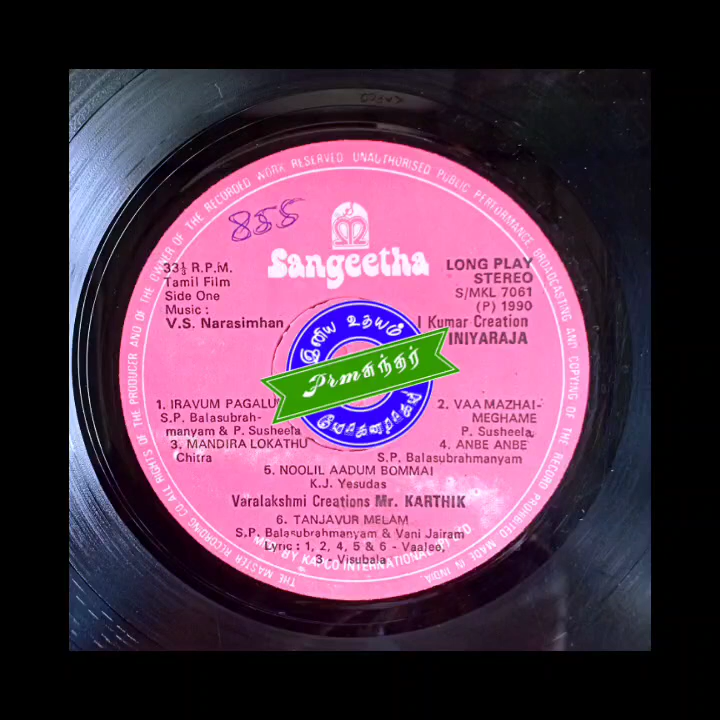 THE MASTER RECORDING CO ALL RIGHTS OF THE PRODUCER AND OF THE OWNER OF THE RECORDED WORK RESERVED UNAUTHORISED PUBLIC PERFORMANCE BROADCASTING AND COPYING OF THE RECORD PROHIBITED MADE IN INDIA
855
Sangeetha
33⅓ R.P.M.
Tamil Film
Side One
Music :
V.S. Narasimhan
LONG PLAY
STEREO
S/MKL 7061
(P) 1990
Kumar Creation
INIYARAJA
இனிய உதயம்
Prmசுந்தர்
1. IRAVUM PAGALU
S.P. Balasubrah-
manyam & P. Susheela
2. VAA MAZHAI-
MEGHAME
P. Susheela
3. MANDIRA LOKATHU
Chitra
4. ANBE ANBE
S.P. Balasubrahmanyam
5. NOOLIL AADUM BOMMAI
K.J. Yesudas
Varalakshmi Creations Mr. KARTHIK
6. TANJAVUR MELAM
S.P. Balasubrahmanyam & Vani Jairam
Lyric : 1, 2, 4, 5 & 6 - Vaalee,
3 - Visubala
BY INTERNATIONAL